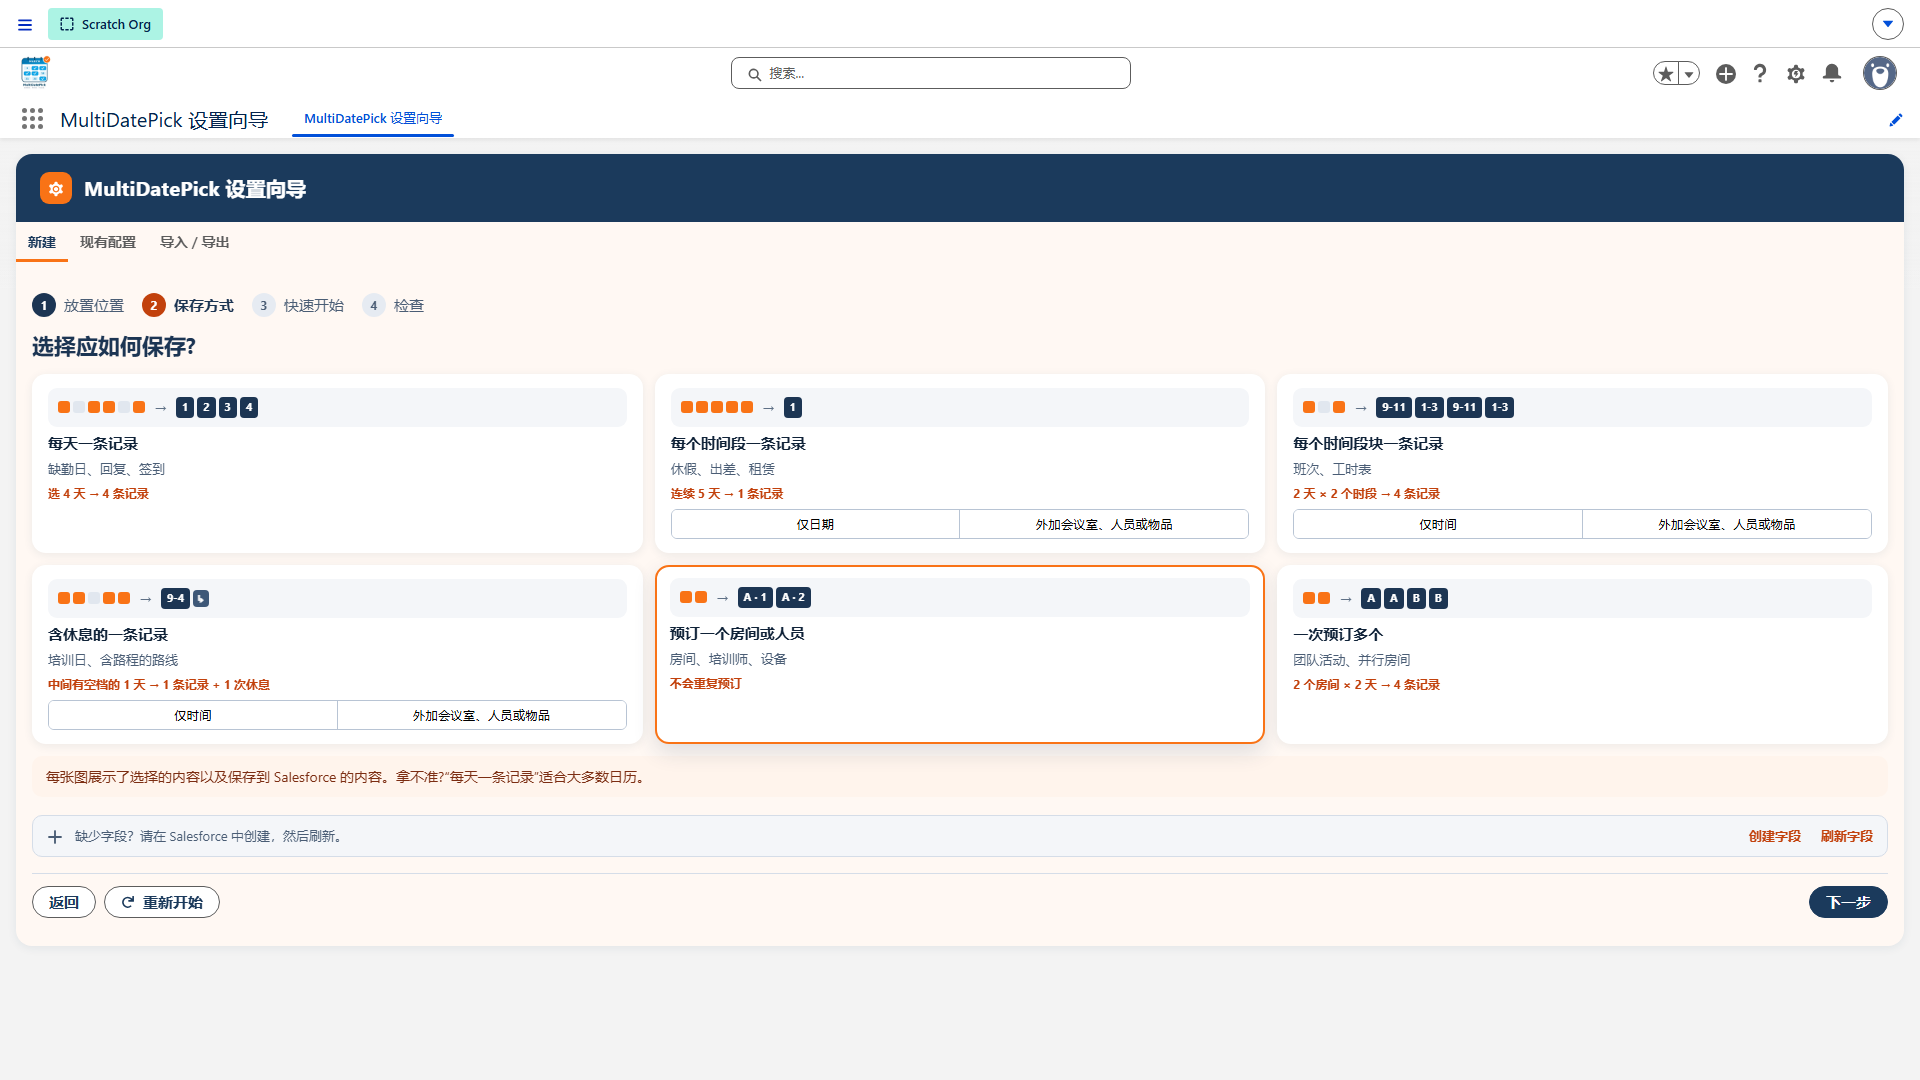 Scratch Org
搜索...
MultiDatePick 设置向导
MultiDatePick 设置向导
MultiDatePick 设置向导
新建
现有配置
导入 / 导出
1 放置位置
2 保存方式
3 快速开始
4 检查
选择应如何保存?
→ 1 2 3 4
每天一条记录
缺勤日、回复、签到
选 4 天 → 4 条记录
→ 1
每个时间段一条记录
休假、出差、租赁
连续 5 天 → 1 条记录
仅日期
外加会议室、人员或物品
→ 9-11 1-3 9-11 1-3
每个时间段块一条记录
班次、工时表
2 天 × 2 个时段 → 4 条记录
仅时间
外加会议室、人员或物品
→ 9-4
含休息的一条记录
培训日、含路程的路线
中间有空档的 1 天 → 1 条记录 + 1 次休息
仅时间
外加会议室、人员或物品
→ A · 1 A · 2
预订一个房间或人员
房间、培训师、设备
不会重复预订
→ A A B B
一次预订多个
团队活动、并行房间
2 个房间 × 2 天 → 4 条记录
每张图展示了选择的内容以及保存到 Salesforce 的内容。拿不准?“每天一条记录”适合大多数日历。
缺少字段？请在 Salesforce 中创建，然后刷新。
创建字段
刷新字段
返回
重新开始
下一步